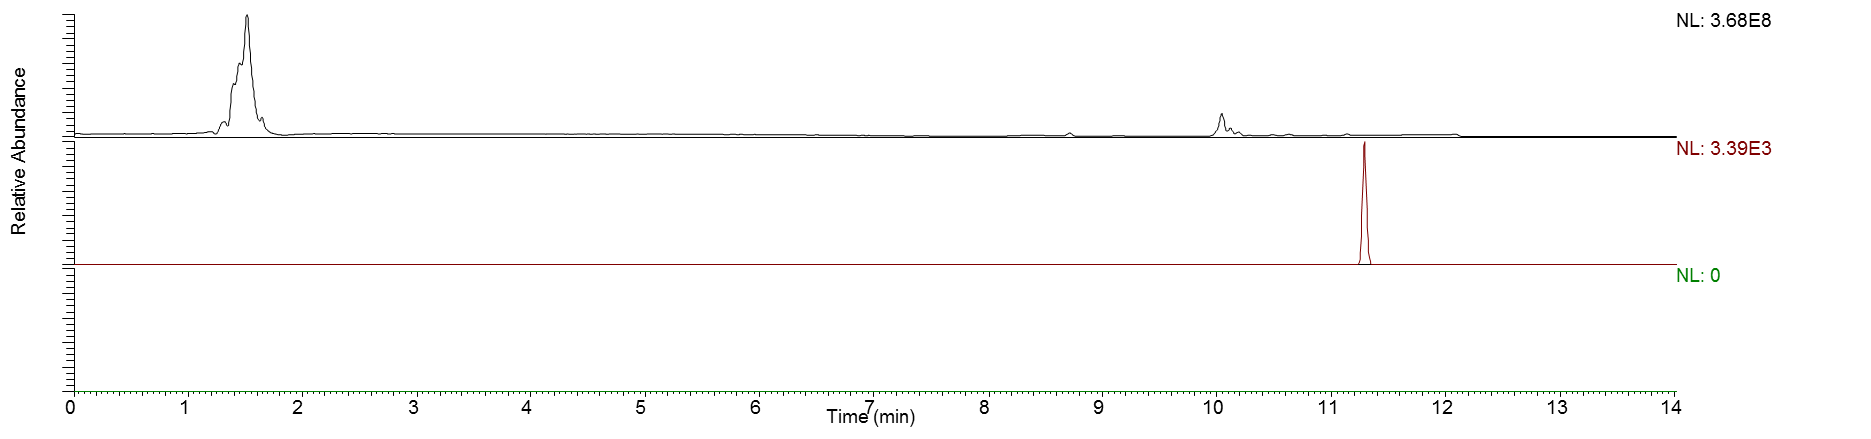 NL: 3.68E8
Relative Abundance
NL: 3.39E3
NL: 0
0 1 2 3 4 5 6 7 8 9 10 11 12 13 14
Time (min)